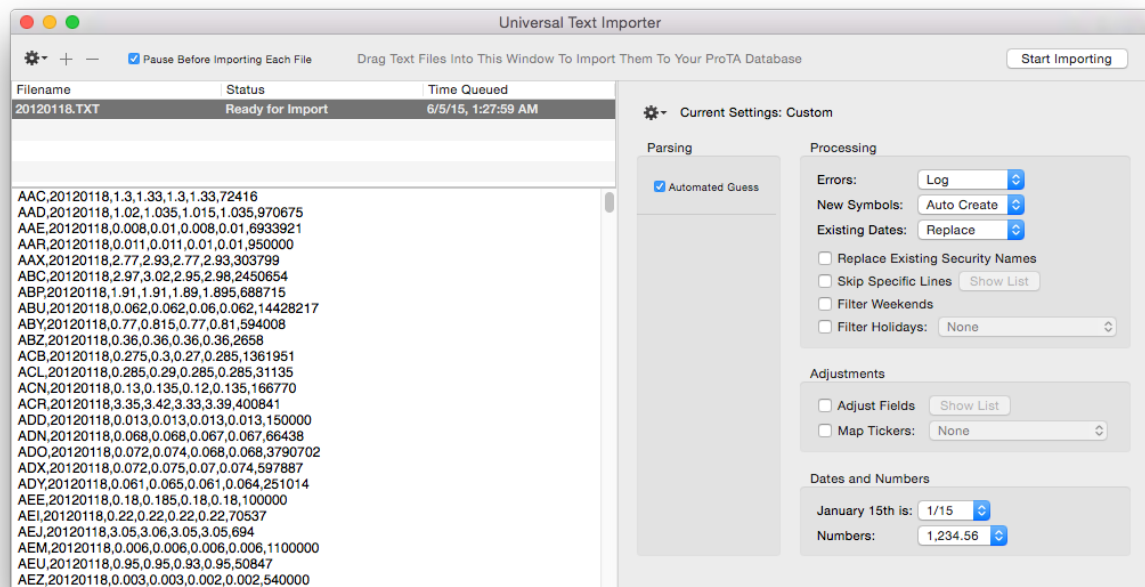 Universal Text Importer
Pause Before Importing Each File
Drag Text Files Into This Window To Import Them To Your ProTA Database
Start Importing
Filename Status Time Queued
20120118.TXT Ready for Import 6/5/15, 1:27:59 AM
AAC,20120118,1.3,1.33,1.3,1.33,72416
AAD,20120118,1.02,1.035,1.015,1.035,970675
AAE,20120118,0.008,0.01,0.008,0.01,6933921
AAR,20120118,0.011,0.011,0.01,0.01,950000
AAX,20120118,2.77,2.93,2.77,2.93,303799
ABC,20120118,2.97,3.02,2.95,2.98,2450654
ABP,20120118,1.91,1.91,1.89,1.895,688715
ABU,20120118,0.062,0.062,0.06,0.062,14428217
ABY,20120118,0.77,0.815,0.77,0.81,594008
ABZ,20120118,0.36,0.36,0.36,0.36,2658
ACB,20120118,0.275,0.3,0.27,0.285,1361951
ACL,20120118,0.285,0.29,0.285,0.285,31135
ACN,20120118,0.13,0.135,0.12,0.135,166770
ACR,20120118,3.35,3.42,3.33,3.39,400841
ADD,20120118,0.013,0.013,0.013,0.013,150000
ADN,20120118,0.068,0.068,0.067,0.067,66438
ADO,20120118,0.072,0.074,0.068,0.068,3790702
ADX,20120118,0.072,0.075,0.07,0.074,597887
ADY,20120118,0.061,0.065,0.061,0.064,251014
AEE,20120118,0.18,0.185,0.18,0.18,100000
AEI,20120118,0.22,0.22,0.22,0.22,70537
AEJ,20120118,3.05,3.06,3.05,3.05,694
AEM,20120118,0.006,0.006,0.006,0.006,1100000
AEU,20120118,0.95,0.95,0.93,0.95,50847
AEZ,20120118,0.003,0.003,0.002,0.002,540000
Current Settings: Custom
Parsing
Automated Guess
Processing
Errors: Log
New Symbols: Auto Create
Existing Dates: Replace
Replace Existing Security Names
Skip Specific Lines Show List
Filter Weekends
Filter Holidays: None
Adjustments
Adjust Fields Show List
Map Tickers: None
Dates and Numbers
January 15th is: 1/15
Numbers: 1,234.56